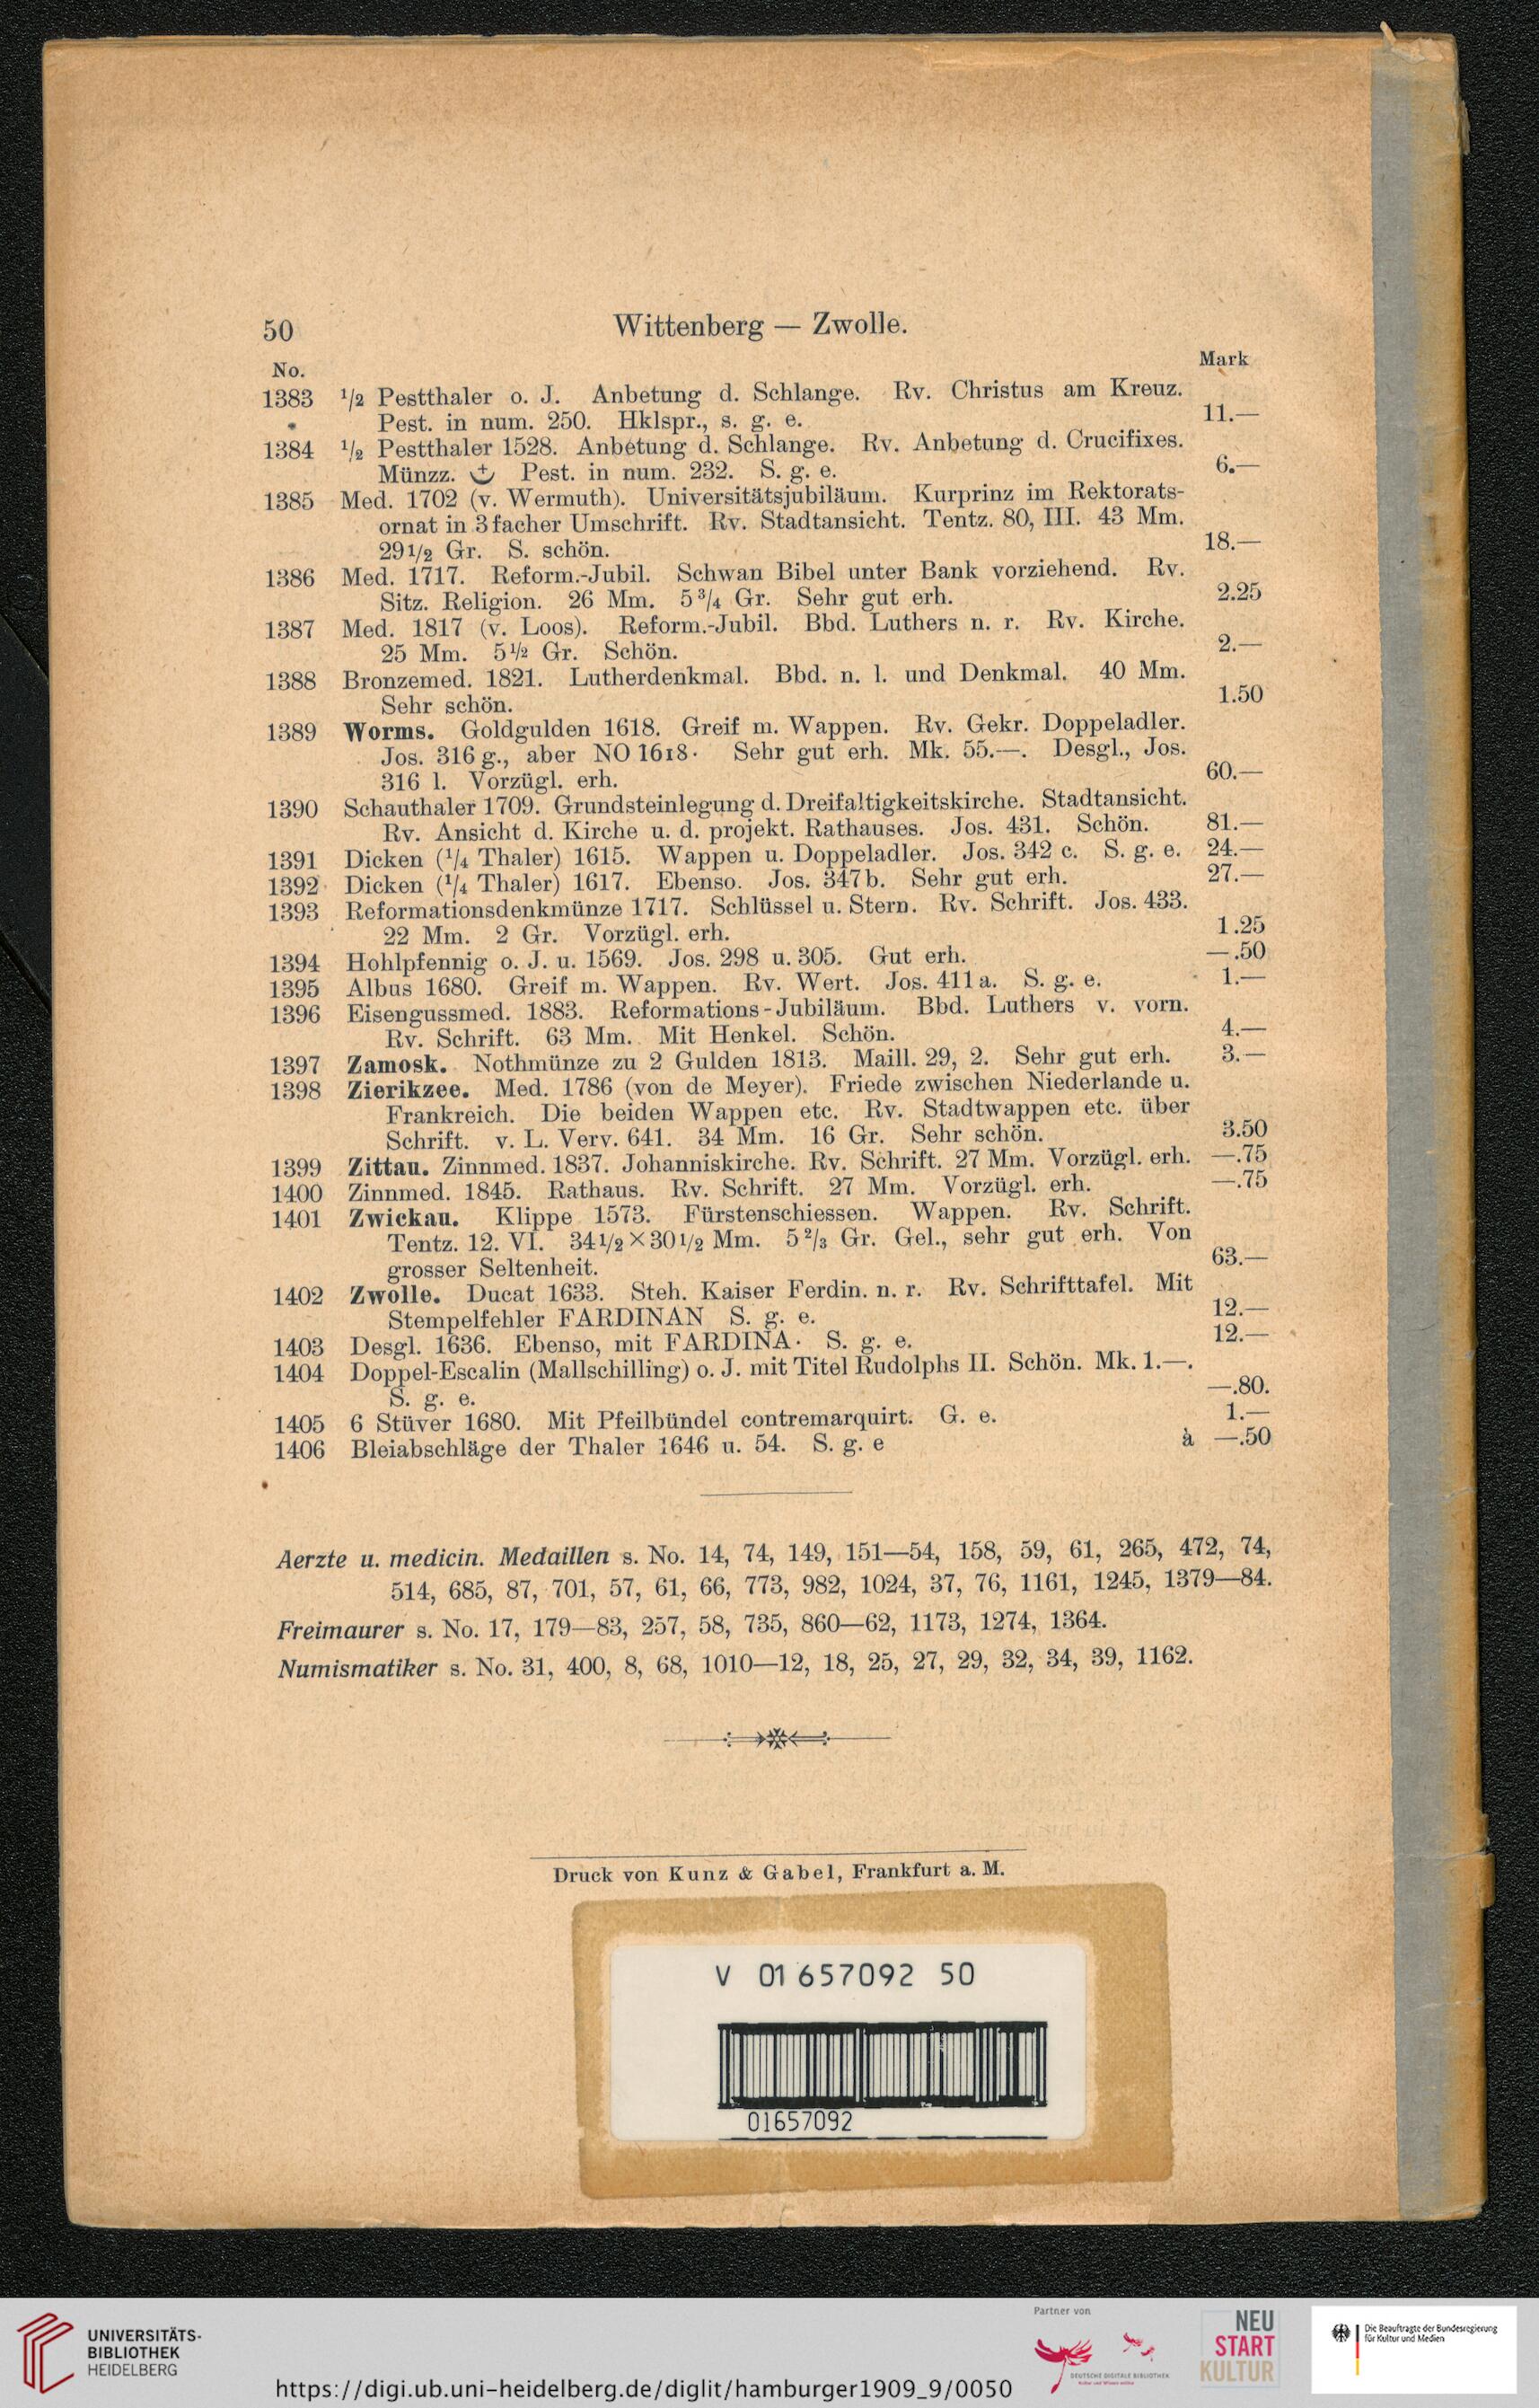 50 Wittenberg — Zwolle.
No. Mark
1383 1/2 Pestthaler o. J. Anbetung d. Schlange. Rv. Christus am Kreuz.
Pest. in num. 250. Hklspr., s. g. e. 11.—
1384 1/2 Pestthaler 1528. Anbetung d. Schlange. Rv. Anbetung d. Crucifixes.
Münzz. Pest. in num. 232. S. g. e. 6.—
1385 Med. 1702 (v. Wermuth). Universitätsjubiläum. Kurprinz im Rektorats-
ornat in 3facher Umschrift. Rv. Stadtansicht. Tentz. 80, III. 43 Mm.
29 1/2 Gr. S. schön. 18.—
1386 Med. 1717. Reform.-Jubil. Schwan Bibel unter Bank vorziehend. Rv.
Sitz. Religion. 26 Mm. 5 3/4 Gr. Sehr gut erh. 2.25
1387 Med. 1817 (v. Loos). Reform.-Jubil. Bbd. Luthers n. r. Rv. Kirche.
25 Mm. 5 1/2 Gr. Schön. 2.—
1388 Bronzemed. 1821. Lutherdenkmal. Bbd. n. l. und Denkmal. 40 Mm.
Sehr schön. 1.50
1389 Worms. Goldgulden 1618. Greif m. Wappen. Rv. Gekr. Doppeladler.
Jos. 316 g., aber NO 1618· Sehr gut erh. Mk. 55.—. Desgl., Jos.
316 l. Vorzügl. erh. 60.—
1390 Schauthaler 1709. Grundsteinlegung d. Dreifaltigkeitskirche. Stadtansicht.
Rv. Ansicht d. Kirche u. d. projekt. Rathauses. Jos. 431. Schön. 81.—
1391 Dicken (1/4 Thaler) 1615. Wappen u. Doppeladler. Jos. 342 c. S. g. e. 24.—
1392 Dicken (1/4 Thaler) 1617. Ebenso. Jos. 347b. Sehr gut erh. 27.—
1393 Reformationsdenkmünze 1717. Schlüssel u. Stern. Rv. Schrift. Jos. 433.
22 Mm. 2 Gr. Vorzügl. erh. 1.25
1394 Hohlpfennig o. J. u. 1569. Jos. 298 u. 305. Gut erh. —.50
1395 Albus 1680. Greif m. Wappen. Rv. Wert. Jos. 411a. S. g. e. 1.—
1396 Eisengussmed. 1883. Reformations-Jubiläum. Bbd. Luthers v. vorn.
Rv. Schrift. 63 Mm. Mit Henkel. Schön. 4.—
1397 Zamosk. Nothmünze zu 2 Gulden 1813. Maill. 29, 2. Sehr gut erh. 3.—
1398 Zierikzee. Med. 1786 (von de Meyer). Friede zwischen Niederlande u.
Frankreich. Die beiden Wappen etc. Rv. Stadtwappen etc. über
Schrift. v. L. Verv. 641. 34 Mm. 16 Gr. Sehr schön. 3.50
1399 Zittau. Zinnmed. 1837. Johanniskirche. Rv. Schrift. 27 Mm. Vorzügl. erh. —.75
1400 Zinnmed. 1845. Rathaus. Rv. Schrift. 27 Mm. Vorzügl. erh. —.75
1401 Zwickau. Klippe 1573. Fürstenschiessen. Wappen. Rv. Schrift.
Tentz. 12. VI. 34 1/2 × 30 1/2 Mm. 5 2/3 Gr. Gel., sehr gut erh. Von
grosser Seltenheit. 63.—
1402 Zwolle. Ducat 1633. Steh. Kaiser Ferdin. n. r. Rv. Schrifttafel. Mit
Stempelfehler FARDINAN S. g. e. 12.—
1403 Desgl. 1636. Ebenso, mit FARDINA· S. g. e. 12.—
1404 Doppel-Escalin (Mallschilling) o. J. mit Titel Rudolphs II. Schön. Mk. 1.—.
S. g. e. —.80.
1405 6 Stüver 1680. Mit Pfeilbündel contremarquirt. G. e. 1.—
1406 Bleiabschläge der Thaler 1646 u. 54. S. g. e à —.50
Aerzte u. medicin. Medaillen s. No. 14, 74, 149, 151—54, 158, 59, 61, 265, 472, 74,
514, 685, 87, 701, 57, 61, 66, 773, 982, 1024, 37, 76, 1161, 1245, 1379—84.
Freimaurer s. No. 17, 179—83, 257, 58, 735, 860—62, 1173, 1274, 1364.
Numismatiker s. No. 31, 400, 8, 68, 1010—12, 18, 25, 27, 29, 32, 34, 39, 1162.
Druck von Kunz & Gabel, Frankfurt a. M.
V 01657092 50
01657092
UNIVERSITÄTS-
BIBLIOTHEK
HEIDELBERG
https://digi.ub.uni-heidelberg.de/diglit/hamburger1909_9/0050
Partner von
DEUTSCHE DIGITALE BIBLIOTHEK
Kultur und Wissen online
NEU
START
KULTUR
Die Beauftragte der Bundesregierung
für Kultur und Medien